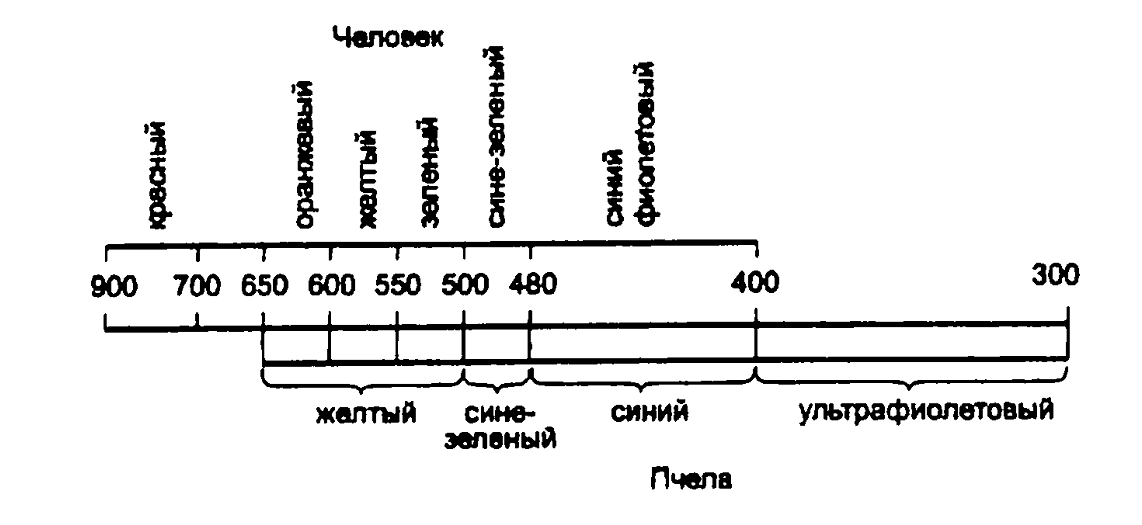 Человек
красный
оранжевый
желтый
зеленый
сине-зеленый
синий
фиолетовый
900 700 650 600 550 500 480 400 300
желтый
сине-
зеленый
синий
ультрафиолетовый
Пчела